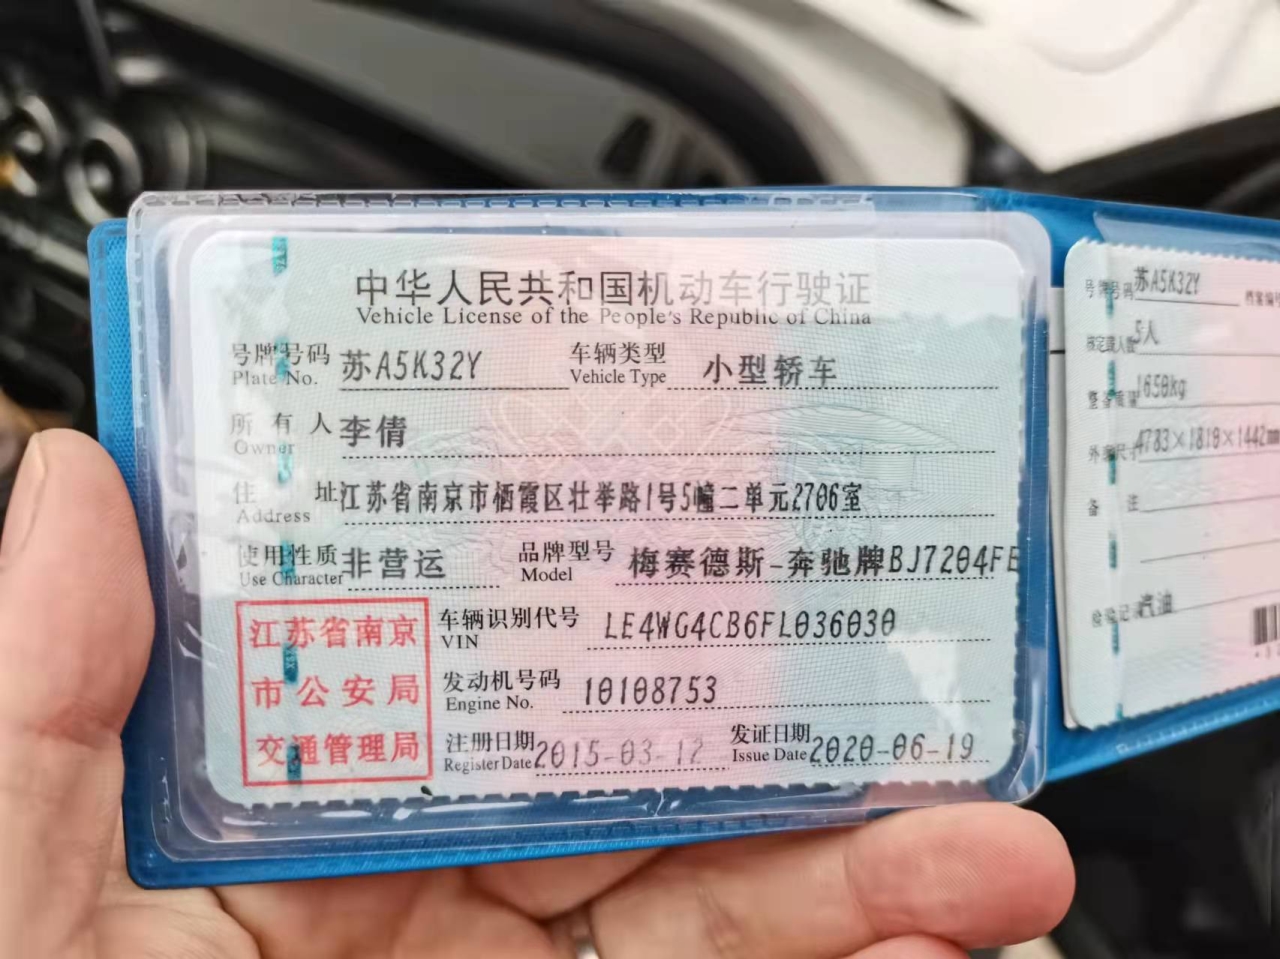 中华人民共和国机动车行驶证
Vehicle License of the People's Republic of China
号牌号码 苏A5K32Y 车辆类型 小型轿车
Plate No. Vehicle Type
所有人 李倩
Owner
住址 江苏省南京市栖霞区壮举路1号5幢二单元2706室
Address
使用性质 非营运 品牌型号 梅赛德斯-奔驰牌BJ7204FE
Use Character Model
江苏省南京
市公安局
交通管理局
车辆识别代号 LE4WG4CB6FL036030
VIN
发动机号码 10108753
Engine No.
注册日期 2015-03-12 发证日期 2020-06-19
Register Date Issue Date
号牌号码 苏A5K32Y
核定载人数 5人
整备质量 1650kg
外廓尺寸 4783×1819×1442mm
备注
检验记录 汽油